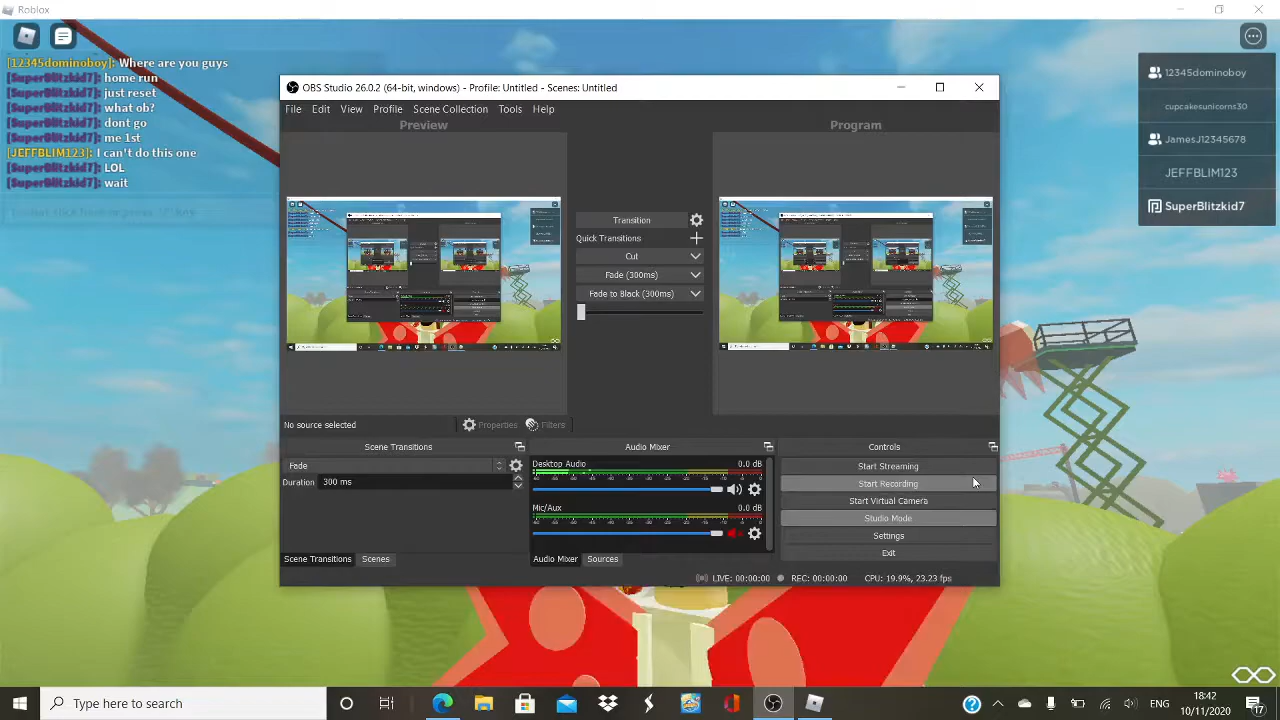 Roblox
[12345dominoboy]: Where are you guys
[SuperBlitzkid7]: home run
[SuperBlitzkid7]: just reset
[SuperBlitzkid7]: what ob?
[SuperBlitzkid7]: dont go
[SuperBlitzkid7]: me 1st
[JEFFBLIM123]: I can't do this one
[SuperBlitzkid7]: LOL
[SuperBlitzkid7]: wait
12345dominoboy
cupcakesunicorns30
JamesJ12345678
JEFFBLIM123
SuperBlitzkid7
OBS Studio 26.0.2 (64-bit, windows) - Profile: Untitled - Scenes: Untitled
File Edit View Profile Scene Collection Tools Help
Preview
Program
Transition
Quick Transitions
Cut
Fade (300ms)
Fade to Black (300ms)
No source selected
Properties
Filters
Scene Transitions
Fade
Duration 300 ms
Scene Transitions Scenes
Audio Mixer
Desktop Audio 0.0 dB
Mic/Aux 0.0 dB
Audio Mixer Sources
Controls
Start Streaming
Start Recording
Start Virtual Camera
Studio Mode
Settings
Exit
LIVE: 00:00:00 REC: 00:00:00 CPU: 19.9%, 23.23 fps
Type here to search
18:42
10/11/2020
17